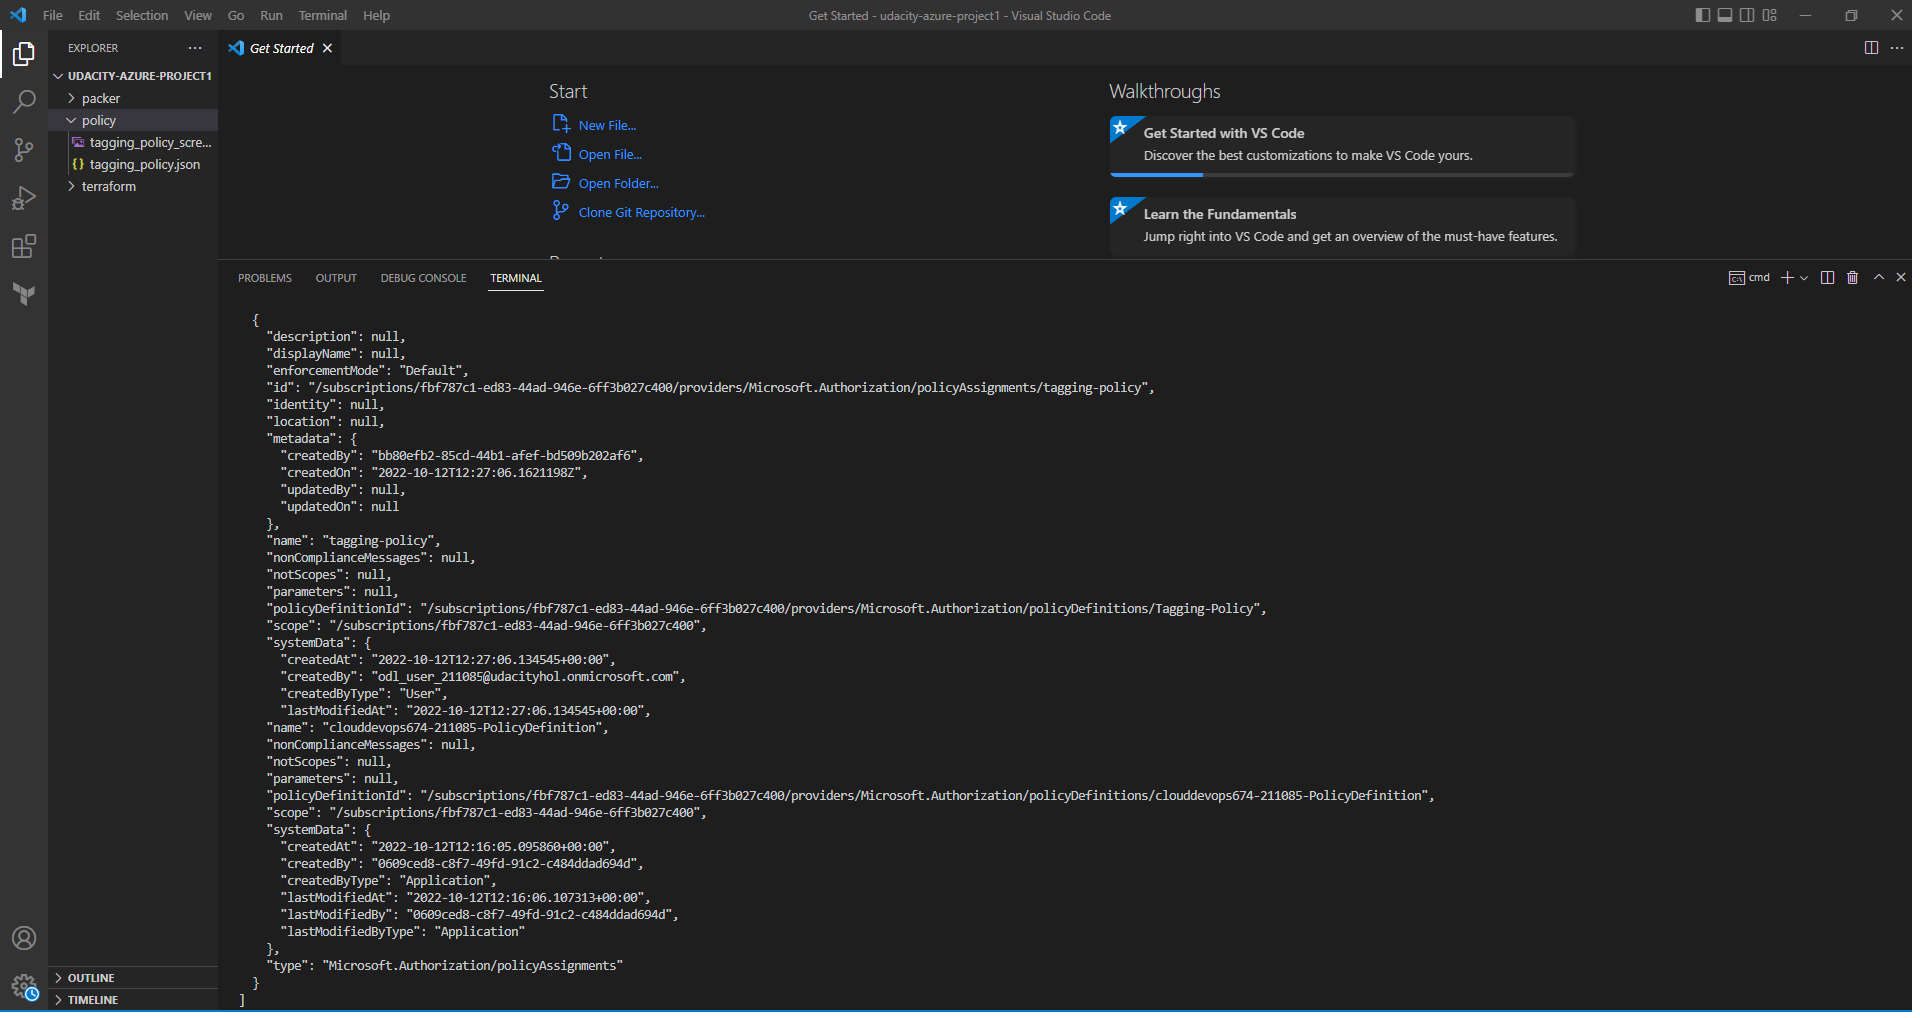 File Edit Selection View Go Run Terminal Help
Get Started - udacity-azure-project1 - Visual Studio Code
EXPLORER
UDACITY-AZURE-PROJECT1
packer
policy
tagging_policy_scre...
tagging_policy.json
terraform
OUTLINE
TIMELINE
Get Started
Start
New File...
Open File...
Open Folder...
Clone Git Repository...
Walkthroughs
Get Started with VS Code
Discover the best customizations to make VS Code yours.
Learn the Fundamentals
Jump right into VS Code and get an overview of the must-have features.
PROBLEMS OUTPUT DEBUG CONSOLE TERMINAL
cmd
{
"description": null,
"displayName": null,
"enforcementMode": "Default",
"id": "/subscriptions/fbf787c1-ed83-44ad-946e-6ff3b027c400/providers/Microsoft.Authorization/policyAssignments/tagging-policy",
"identity": null,
"location": null,
"metadata": {
"createdBy": "bb80efb2-85cd-44b1-afef-bd509b202af6",
"createdOn": "2022-10-12T12:27:06.1621198Z",
"updatedBy": null,
"updatedOn": null
},
"name": "tagging-policy",
"nonComplianceMessages": null,
"notScopes": null,
"parameters": null,
"policyDefinitionId": "/subscriptions/fbf787c1-ed83-44ad-946e-6ff3b027c400/providers/Microsoft.Authorization/policyDefinitions/Tagging-Policy",
"scope": "/subscriptions/fbf787c1-ed83-44ad-946e-6ff3b027c400",
"systemData": {
"createdAt": "2022-10-12T12:27:06.134545+00:00",
"createdBy": "odl_user_211085@udacityhol.onmicrosoft.com",
"createdByType": "User",
"lastModifiedAt": "2022-10-12T12:27:06.134545+00:00",
"name": "clouddevops674-211085-PolicyDefinition",
"nonComplianceMessages": null,
"notScopes": null,
"parameters": null,
"policyDefinitionId": "/subscriptions/fbf787c1-ed83-44ad-946e-6ff3b027c400/providers/Microsoft.Authorization/policyDefinitions/clouddevops674-211085-PolicyDefinition",
"scope": "/subscriptions/fbf787c1-ed83-44ad-946e-6ff3b027c400",
"systemData": {
"createdAt": "2022-10-12T12:16:05.095860+00:00",
"createdBy": "0609ced8-c8f7-49fd-91c2-c484ddad694d",
"createdByType": "Application",
"lastModifiedAt": "2022-10-12T12:16:06.107313+00:00",
"lastModifiedBy": "0609ced8-c8f7-49fd-91c2-c484ddad694d",
"lastModifiedByType": "Application"
},
"type": "Microsoft.Authorization/policyAssignments"
}
]